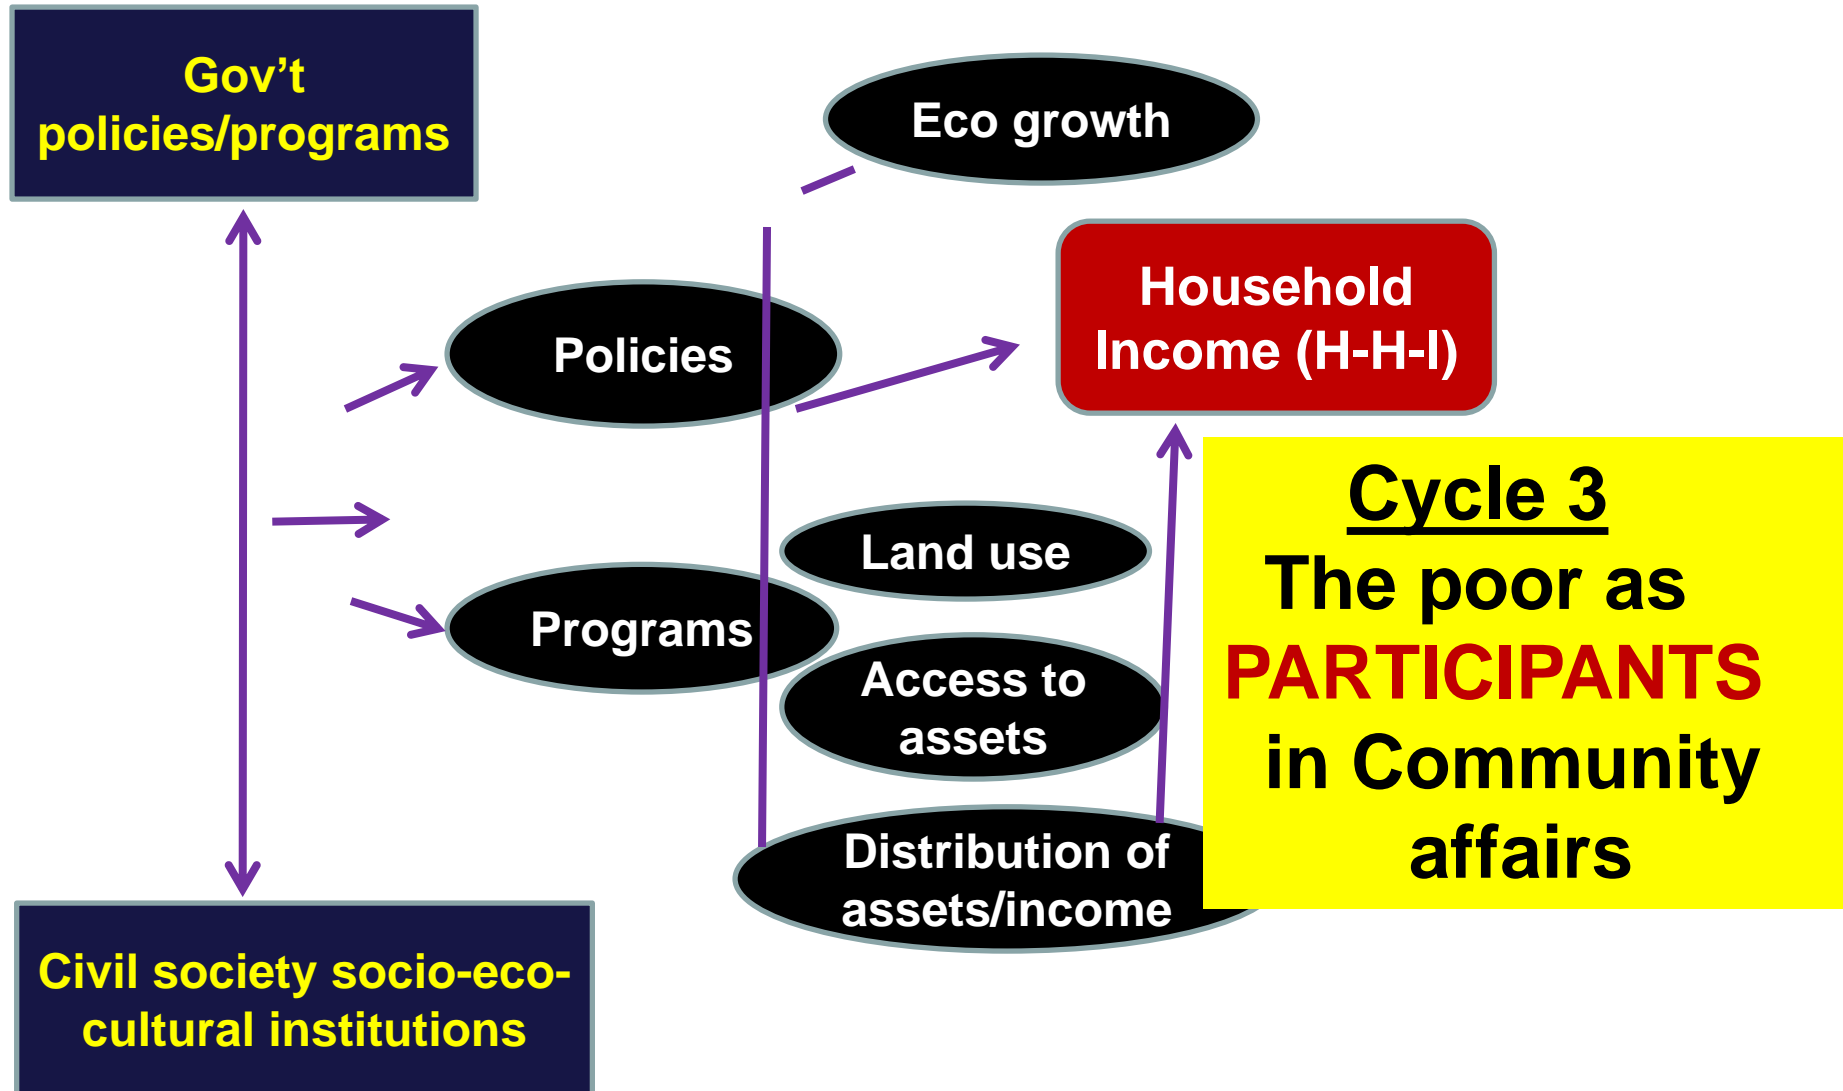 Gov’t
policies/programs
Eco growth
Household
Income (H-H-I)
Policies
Cycle 3
The poor as
PARTICIPANTS
in Community
affairs
Land use
Programs
Access to
assets
Distribution of
assets/income
Civil society socio-eco-
cultural institutions